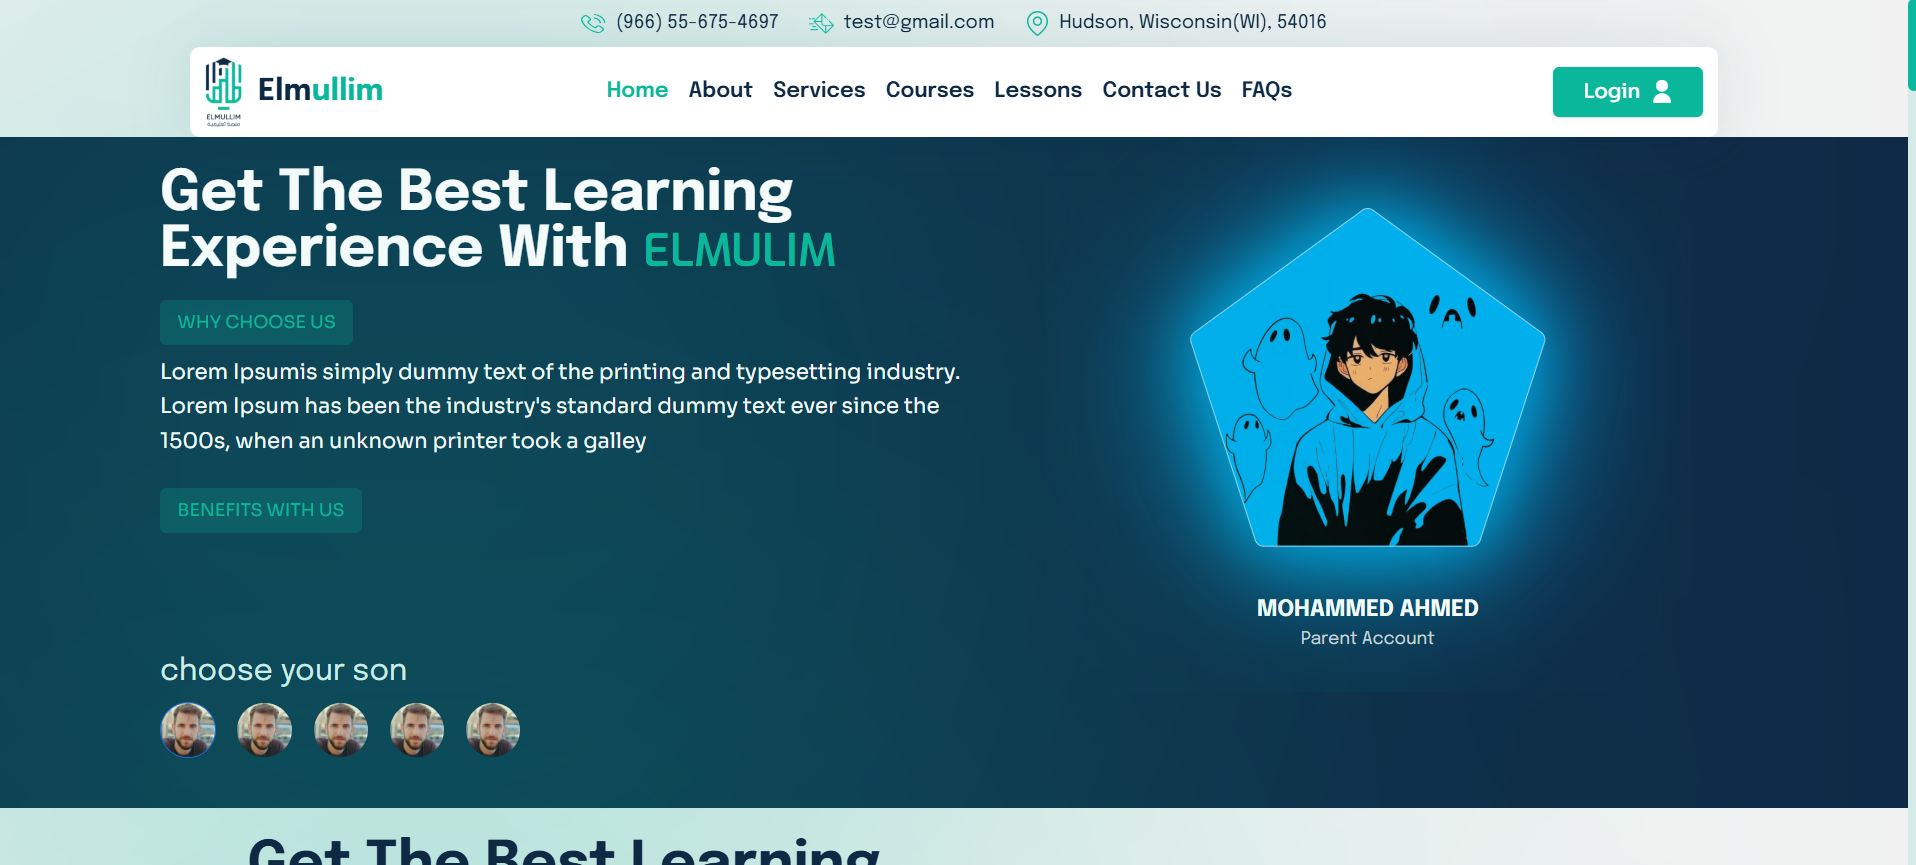 (966) 55-675-4697 test@gmail.com Hudson, Wisconsin(WI), 54016
ELMULLIM
منصة تعليمية
Elmullim
Home About Services Courses Lessons Contact Us FAQs
Login
Get The Best Learning
Experience With ELMULIM
WHY CHOOSE US
Lorem Ipsumis simply dummy text of the printing and typesetting industry.
Lorem Ipsum has been the industry's standard dummy text ever since the
1500s, when an unknown printer took a galley
BENEFITS WITH US
MOHAMMED AHMED
Parent Account
choose your son
Get The Best Learning